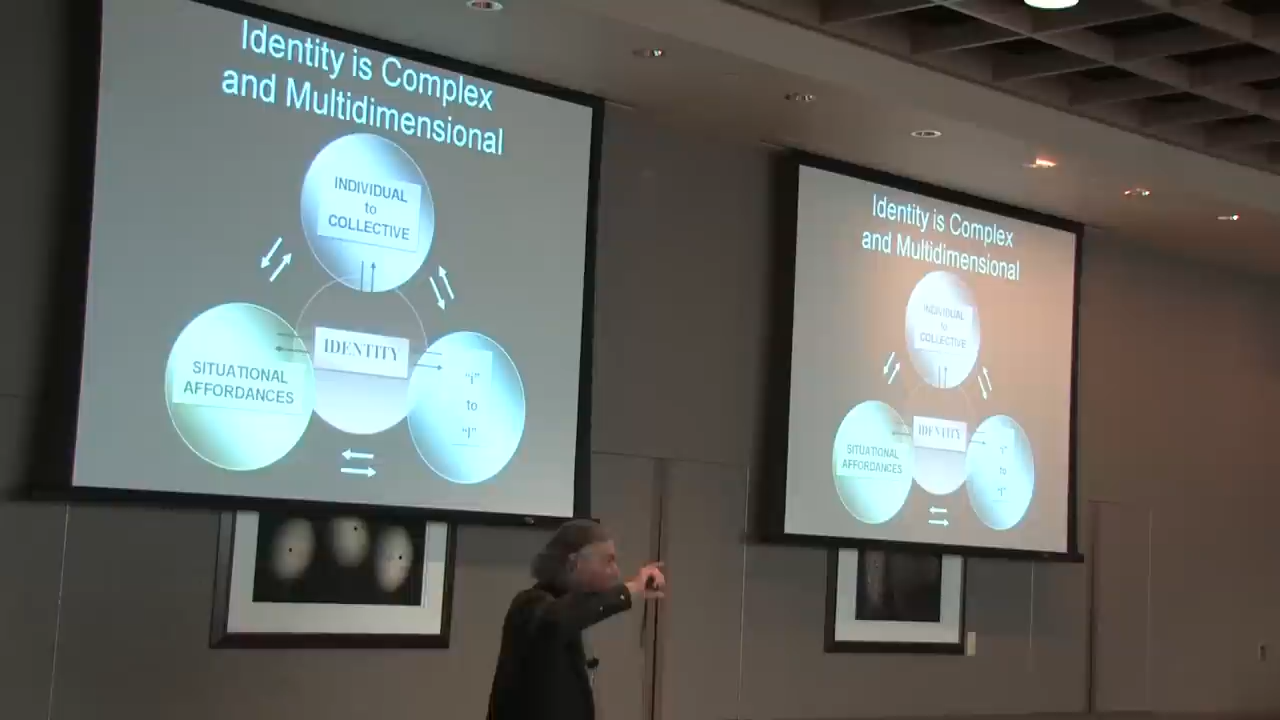 Identity is Complex
and Multidimensional
INDIVIDUAL
to
COLLECTIVE
IDENTITY
SITUATIONAL
AFFORDANCES
"i"
to
"I"
Identity is Complex
and Multidimensional
INDIVIDUAL
to
COLLECTIVE
IDENTITY
SITUATIONAL
AFFORDANCES
"i"
to
"I"